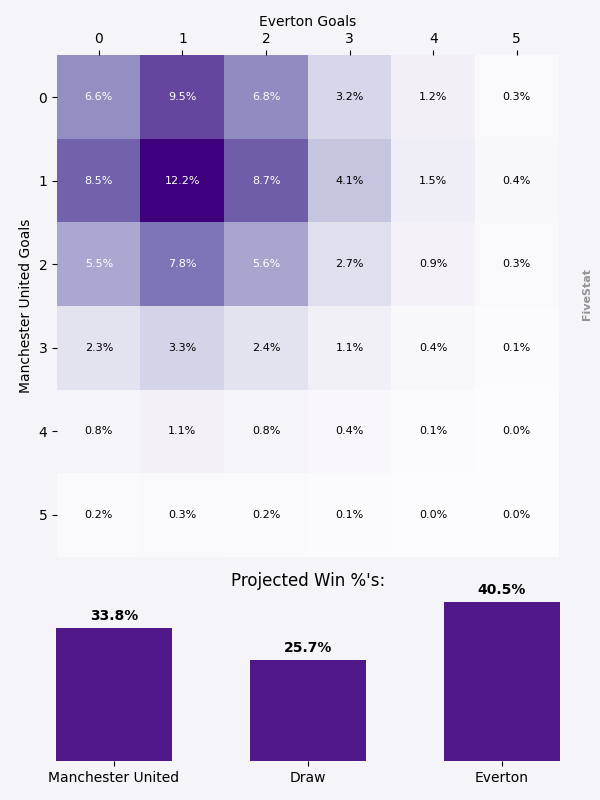 Everton Goals
0 1 2 3 4 5
Manchester United Goals
0 6.6% 9.5% 6.8% 3.2% 1.2% 0.3%
1 8.5% 12.2% 8.7% 4.1% 1.5% 0.4%
2 5.5% 7.8% 5.6% 2.7% 0.9% 0.3%
3 2.3% 3.3% 2.4% 1.1% 0.4% 0.1%
4 0.8% 1.1% 0.8% 0.4% 0.1% 0.0%
5 0.2% 0.3% 0.2% 0.1% 0.0% 0.0%
FiveStat
Projected Win %'s:
33.8% 25.7% 40.5%
Manchester United Draw Everton